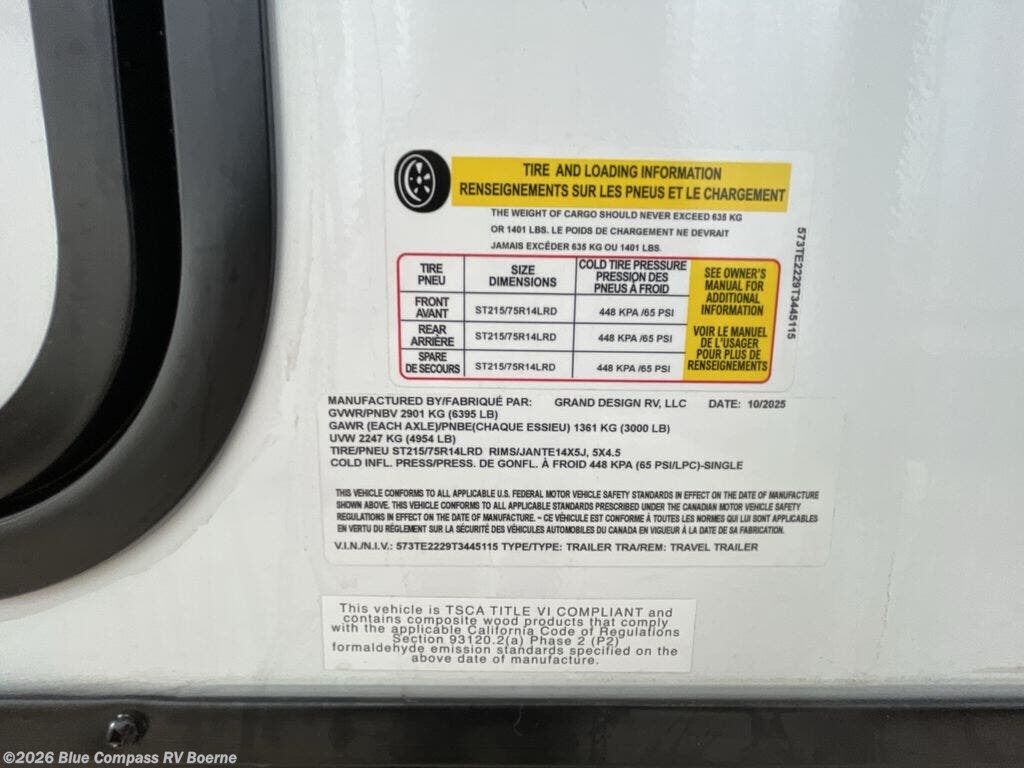 TIRE AND LOADING INFORMATION
RENSEIGNEMENTS SUR LES PNEUS ET LE CHARGEMENT
THE WEIGHT OF CARGO SHOULD NEVER EXCEED 635 KG
OR 1401 LBS. LE POIDS DE CHARGEMENT NE DEVRAIT
JAMAIS EXCÉDER 635 KG OU 1401 LBS.
TIRE PNEU SIZE DIMENSIONS COLD TIRE PRESSURE PRESSION DES PNEUS À FROID
FRONT AVANT ST215/75R14LRD 448 KPA /65 PSI
REAR ARRIÈRE ST215/75R14LRD 448 KPA /65 PSI
SPARE DE SECOURS ST215/75R14LRD 448 KPA /65 PSI
SEE OWNER'S
MANUAL FOR
ADDITIONAL
INFORMATION
VOIR LE MANUEL
DE L'USAGER
POUR PLUS DE
RENSEIGNEMENTS
573TE2229T3445115
MANUFACTURED BY/FABRIQUÉ PAR: GRAND DESIGN RV, LLC DATE: 10/2025
GVWR/PNBV 2901 KG (6395 LB)
GAWR (EACH AXLE)/PNBE(CHAQUE ESSIEU) 1361 KG (3000 LB)
UVW 2247 KG (4954 LB)
TIRE/PNEU ST215/75R14LRD RIMS/JANTE14X5J, 5X4.5
COLD INFL. PRESS/PRESS. DE GONFL. À FROID 448 KPA (65 PSI/LPC)-SINGLE
THIS VEHICLE CONFORMS TO ALL APPLICABLE U.S. FEDERAL MOTOR VEHICLE SAFETY STANDARDS IN EFFECT ON THE DATE OF MANUFACTURE
SHOWN ABOVE. THIS VEHICLE CONFORMS TO ALL APPLICABLE STANDARDS PRESCRIBED UNDER THE CANADIAN MOTOR VEHICLE SAFETY
REGULATIONS IN EFFECT ON THE DATE OF MANUFACTURE. – CE VÉHICULE EST CONFORME À TOUTES LES NORMES QUI LUI SONT APPLICABLES
EN VERTU DU RÉGLEMENT SUR LA SÉCURITÉ DES VÉHICULES AUTOMOBILES DU CANADA EN VIGUEUR À LA DATE DE SA FABRICATION.
V.I.N./N.I.V.: 573TE2229T3445115 TYPE/TYPE: TRAILER TRA/REM: TRAVEL TRAILER
This vehicle is TSCA TITLE VI COMPLIANT and
contains composite wood products that comply
with the applicable California Code of Regulations
Section 93120.2(a) Phase 2 (P2)
formaldehyde emission standards specified on the
above date of manufacture.
©2026 Blue Compass RV Boerne